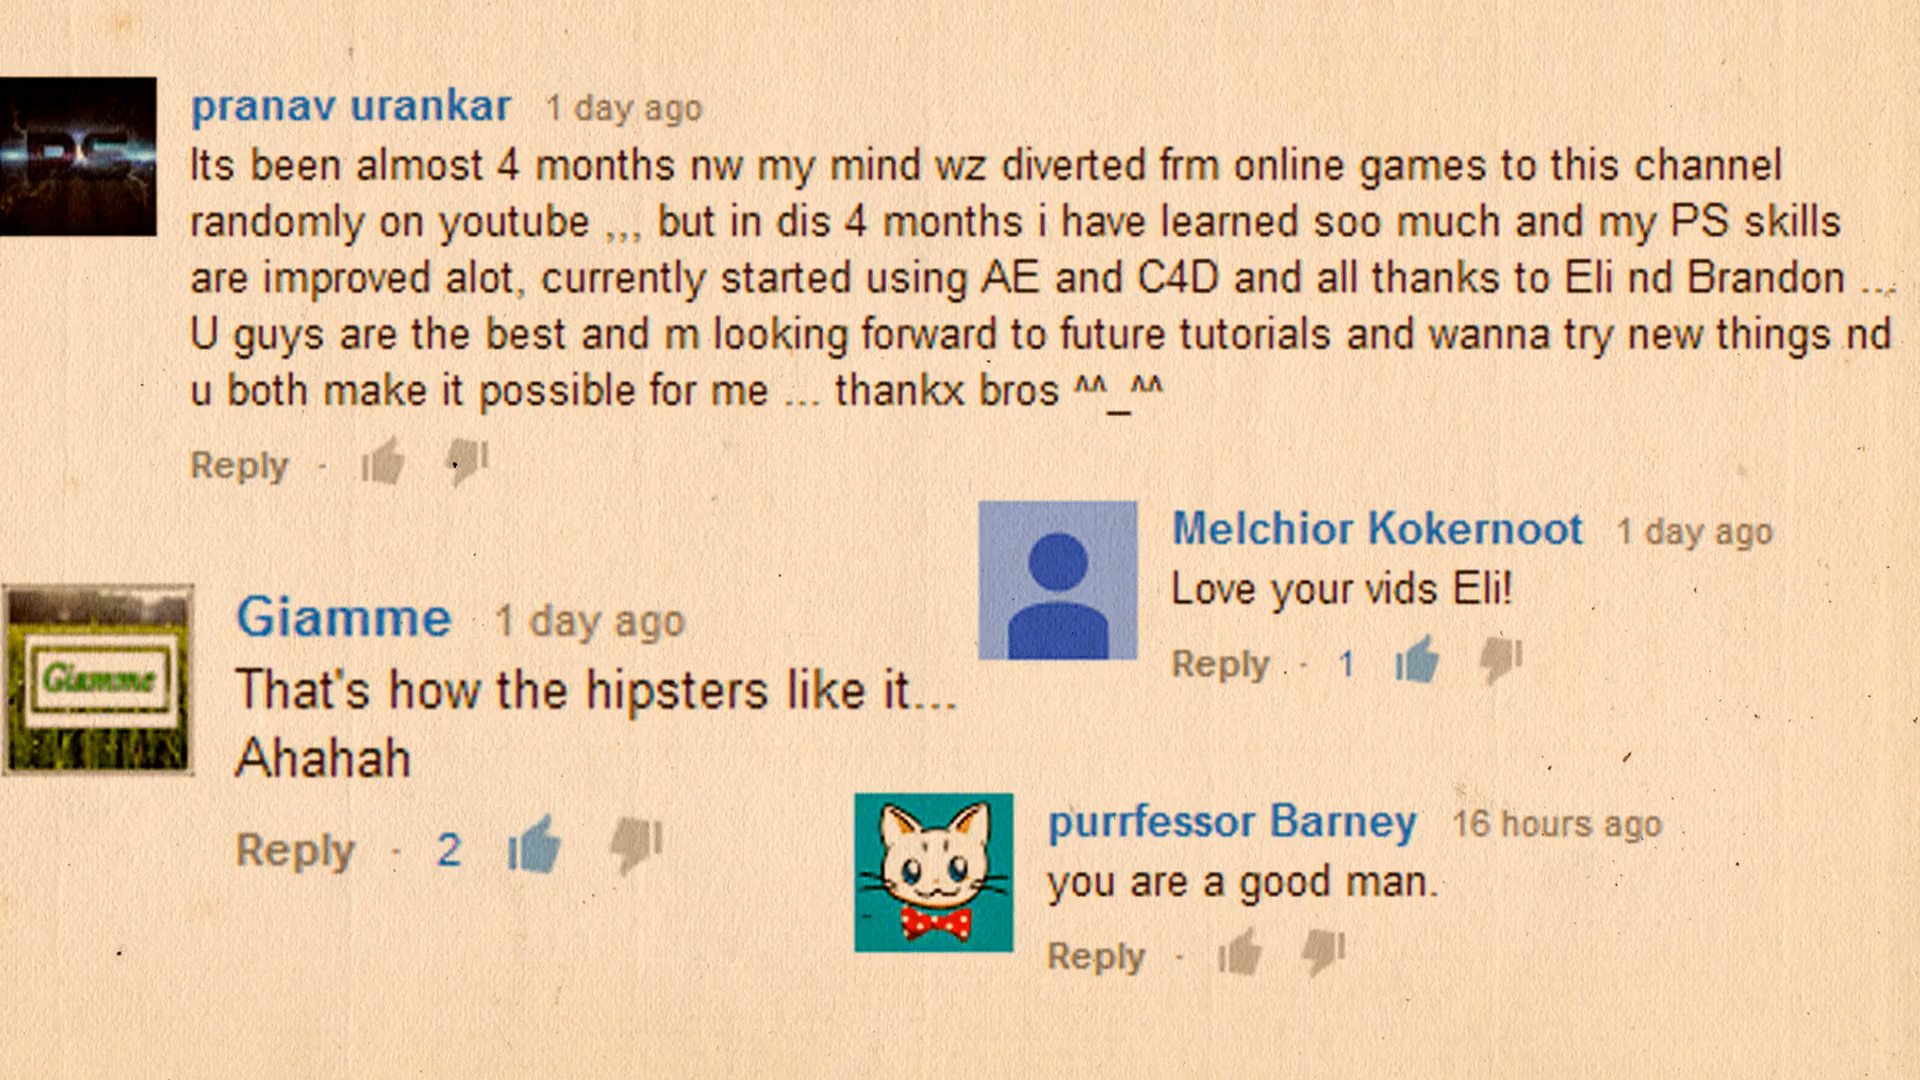 pranav urankar 1 day ago
Its been almost 4 months nw my mind wz diverted frm online games to this channel
randomly on youtube ,,, but in dis 4 months i have learned soo much and my PS skills
are improved alot, currently started using AE and C4D and all thanks to Eli nd Brandon ...
U guys are the best and m looking forward to future tutorials and wanna try new things nd
u both make it possible for me ... thankx bros ^^_^^
Reply ·
Melchior Kokernoot 1 day ago
Love your vids Eli!
Reply · 1
Giamme
Giamme 1 day ago
That's how the hipsters like it...
Ahahah
Reply · 2
purrfessor Barney 16 hours ago
you are a good man.
Reply ·